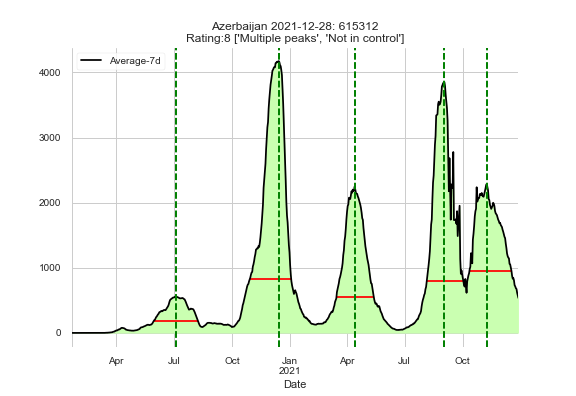 Azerbaijan 2021-12-28: 615312
Rating:8 ['Multiple peaks', 'Not in control']
Average-7d
4000
3000
2000
1000
0
Apr
Jul
Oct
Jan
2021
Apr
Jul
Oct
Date